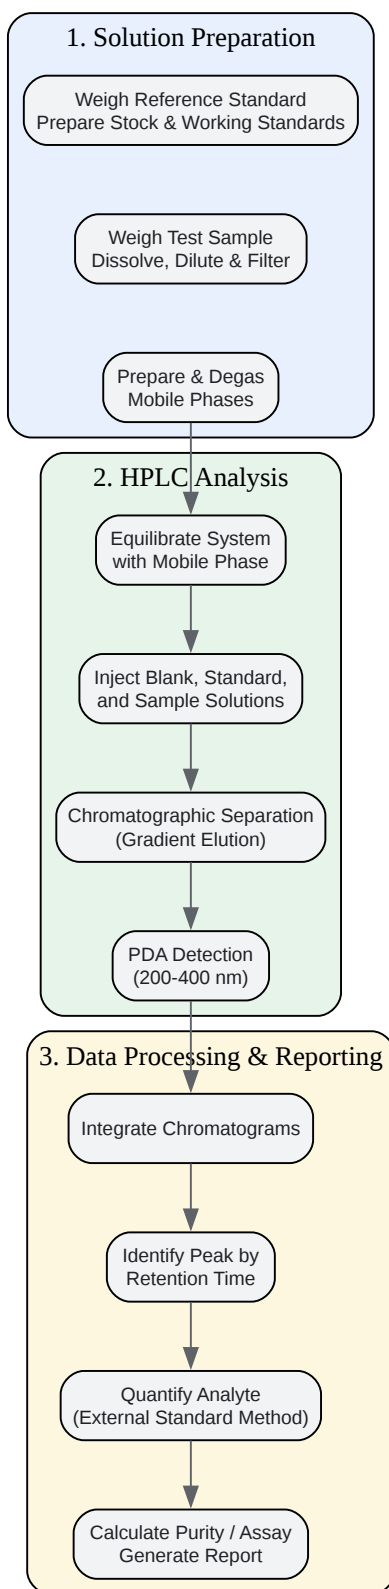 1. Solution Preparation
Weigh Reference Standard
Prepare Stock & Working Standards
Weigh Test Sample
Dissolve, Dilute & Filter
Prepare & Degas
Mobile Phases
2. HPLC Analysis
Equilibrate System
with Mobile Phase
Inject Blank, Standard,
and Sample Solutions
Chromatographic Separation
(Gradient Elution)
PDA Detection
(200-400 nm)
3. Data Processing & Reporting
Integrate Chromatograms
Identify Peak by
Retention Time
Quantify Analyte
(External Standard Method)
Calculate Purity / Assay
Generate Report